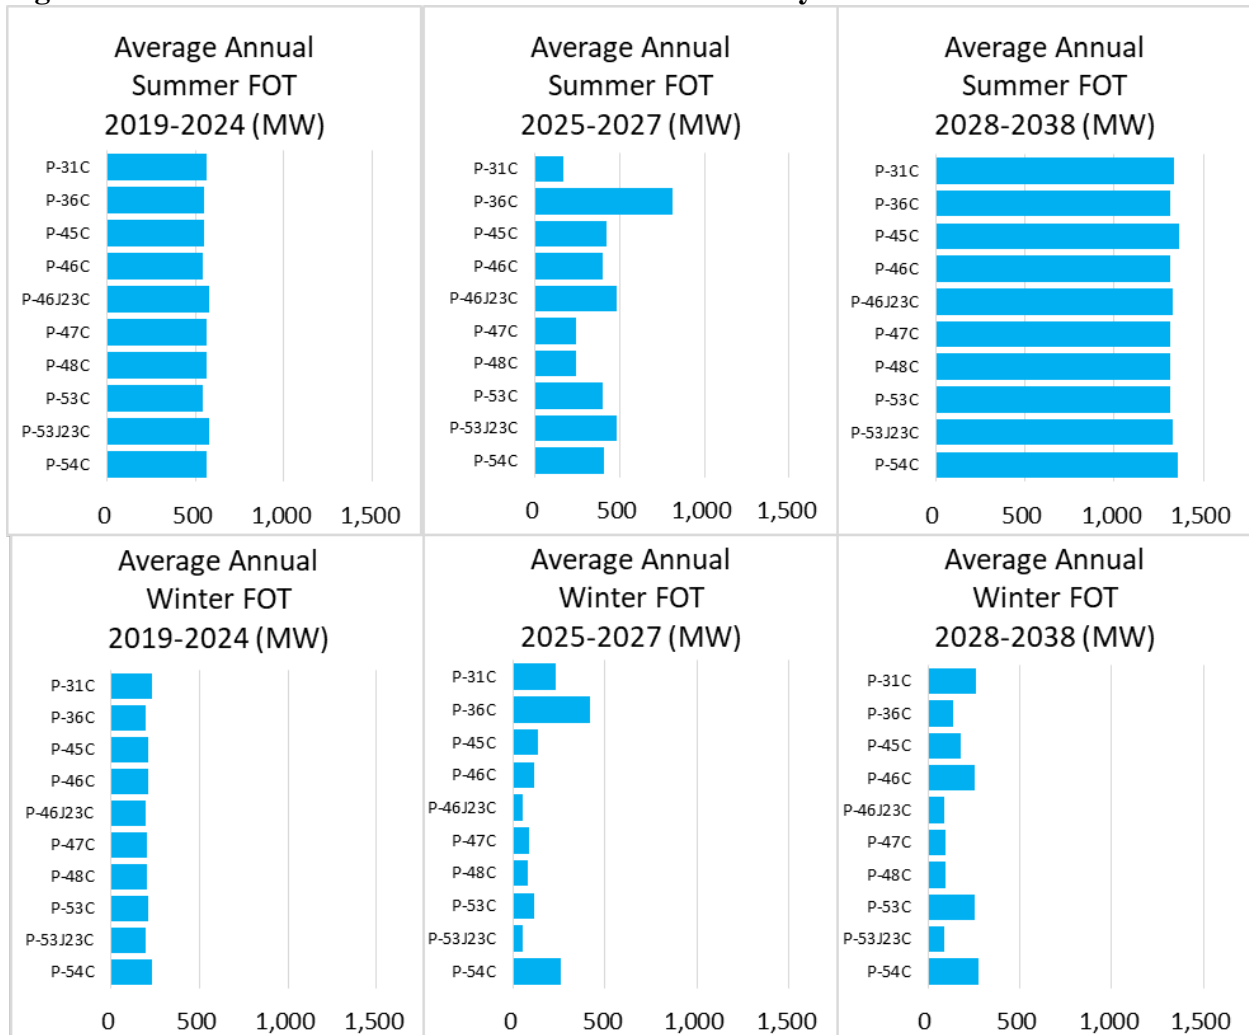 Average Annual
Summer FOT
2019-2024 (MW)
P-31C
P-36C
P-45C
P-46C
P-46J23C
P-47C
P-48C
P-53C
P-53J23C
P-54C
0 500 1,000 1,500
Average Annual
Summer FOT
2025-2027 (MW)
P-31C
P-36C
P-45C
P-46C
P-46J23C
P-47C
P-48C
P-53C
P-53J23C
P-54C
0 500 1,000 1,500
Average Annual
Summer FOT
2028-2038 (MW)
P-31C
P-36C
P-45C
P-46C
P-46J23C
P-47C
P-48C
P-53C
P-53J23C
P-54C
0 500 1,000 1,500
Average Annual
Winter FOT
2019-2024 (MW)
P-31C
P-36C
P-45C
P-46C
P-46J23C
P-47C
P-48C
P-53C
P-53J23C
P-54C
0 500 1,000 1,500
Average Annual
Winter FOT
2025-2027 (MW)
P-31C
P-36C
P-45C
P-46C
P-46J23C
P-47C
P-48C
P-53C
P-53J23C
P-54C
0 500 1,000 1,500
Average Annual
Winter FOT
2028-2038 (MW)
P-31C
P-36C
P-45C
P-46C
P-46J23C
P-47C
P-48C
P-53C
P-53J23C
P-54C
0 500 1,000 1,500